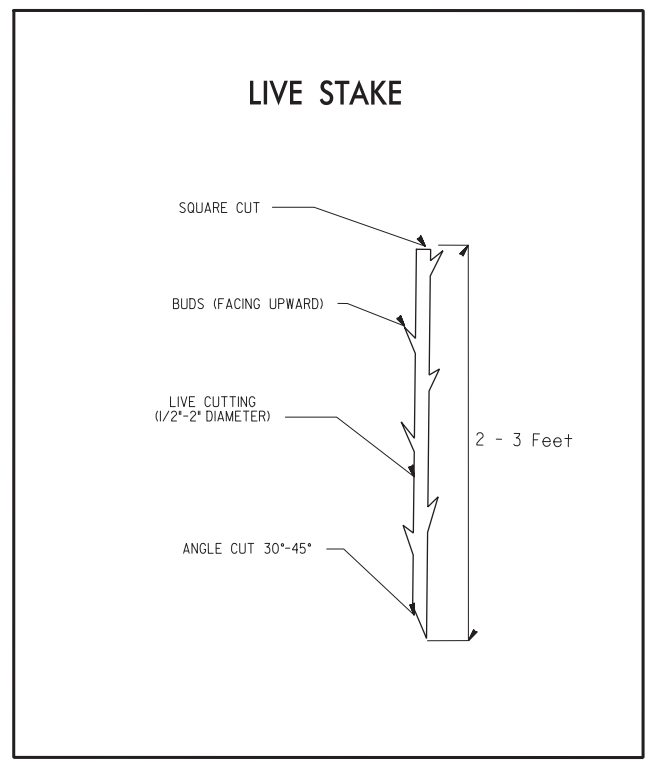 LIVE STAKE
SQUARE CUT
BUDS (FACING UPWARD)
LIVE CUTTING
(1/2"-2" DIAMETER)
2 - 3 Feet
ANGLE CUT 30°-45°